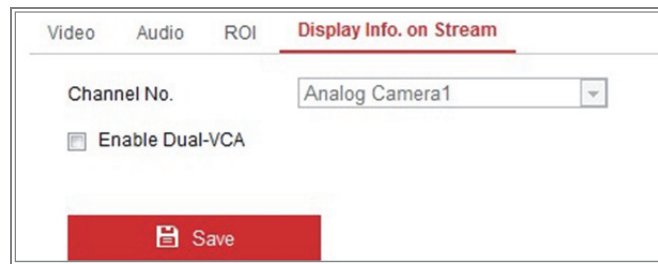 Video Audio ROI Display Info. on Stream
Channel No. Analog Camera1
Enable Dual-VCA
Save